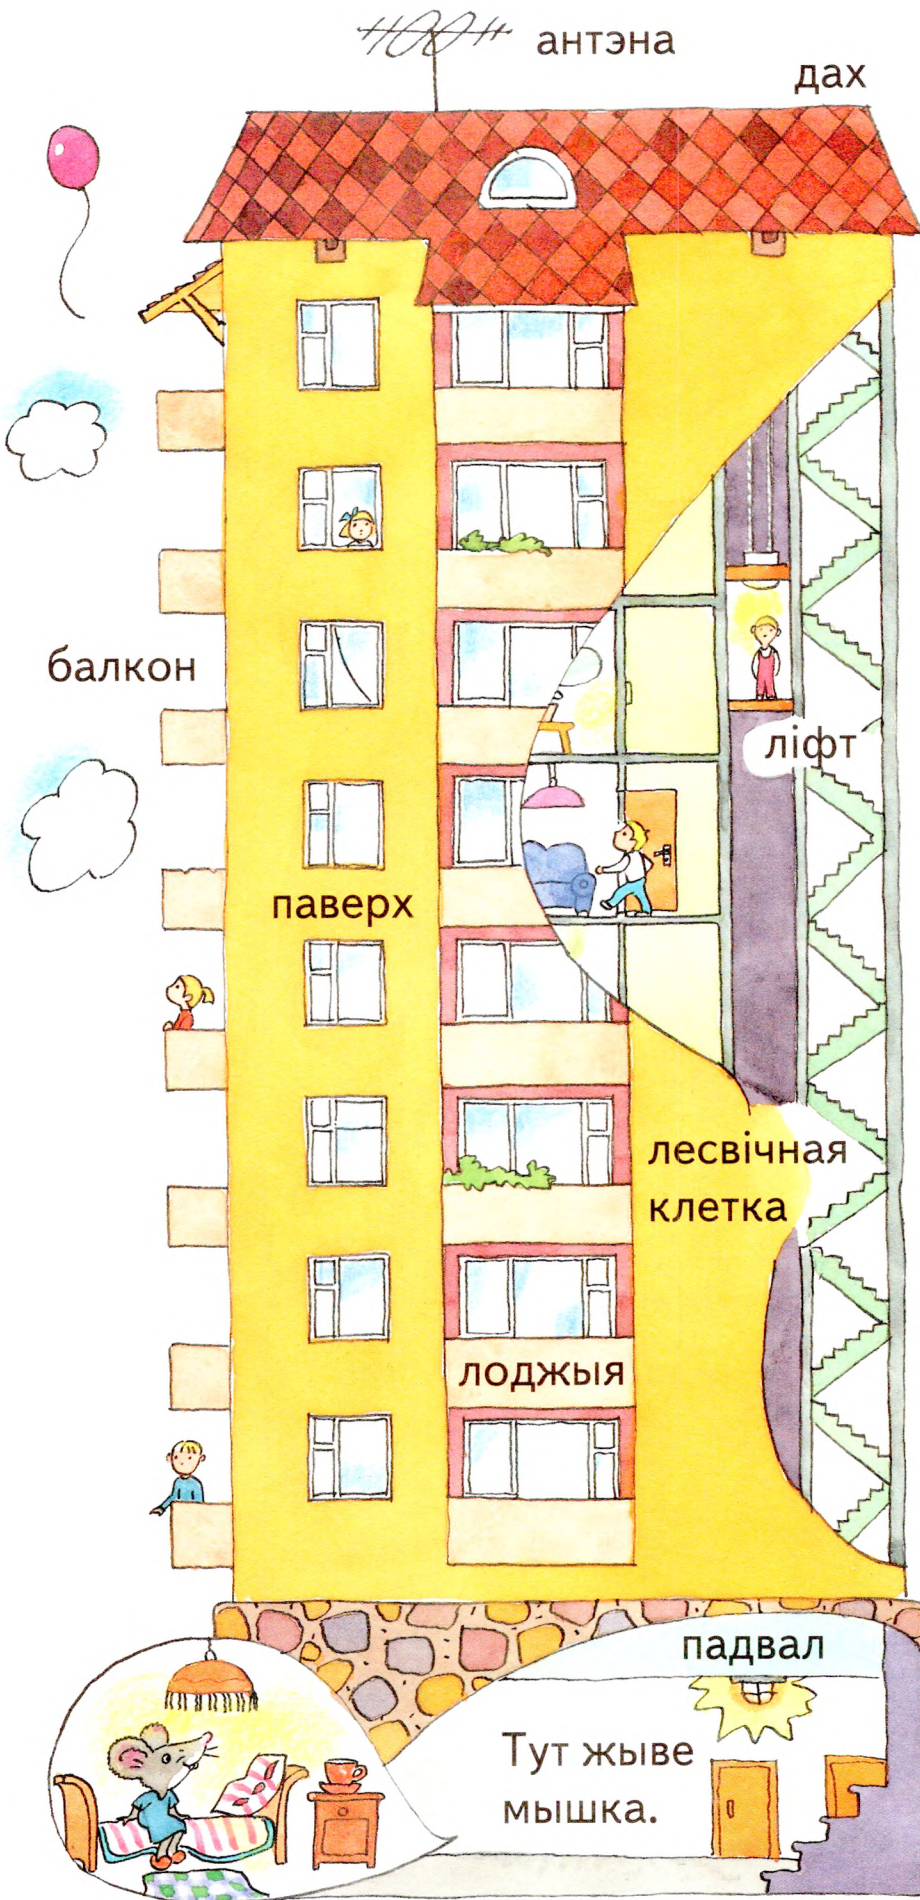 антэна
дах
балкон
ліфт
паверх
лесвічная
клетка
лоджыя
падвал
Тут жыве
мышка.